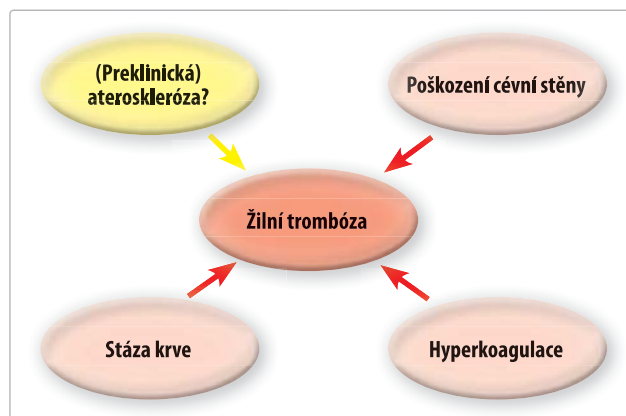 (Preklinická)
ateroskleróza?
Poškození cévní stěny
Žilní trombóza
Stáza krve
Hyperkoagulace